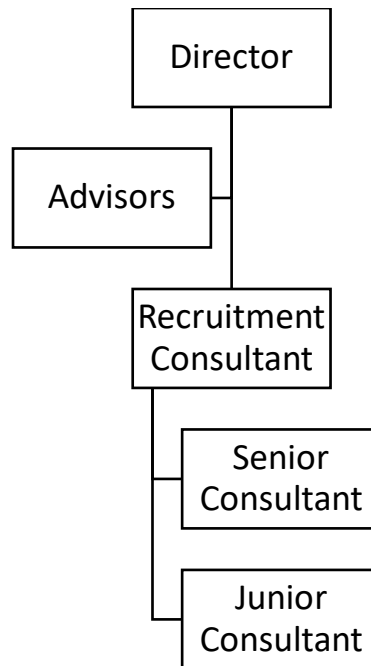 Director
Advisors
Recruitment
Consultant
Senior
Consultant
Junior
Consultant